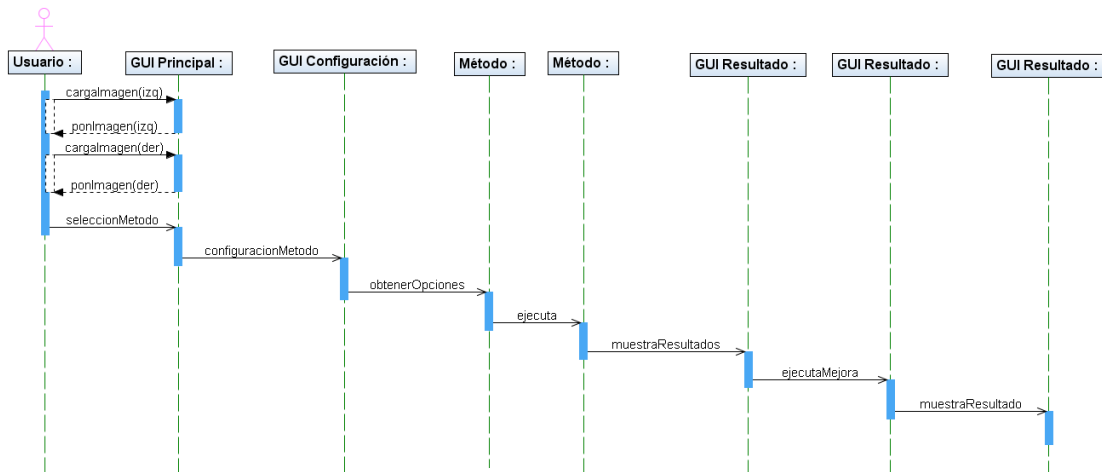 Usuario :
GUI Principal :
GUI Configuración :
Método :
Método :
GUI Resultado :
GUI Resultado :
GUI Resultado :
cargaImagen(izq)
ponImagen(izq)
cargaImagen(der)
ponImagen(der)
seleccionMetodo
configuracionMetodo
obtenerOpciones
ejecuta
muestraResultados
ejecutaMejora
muestraResultado